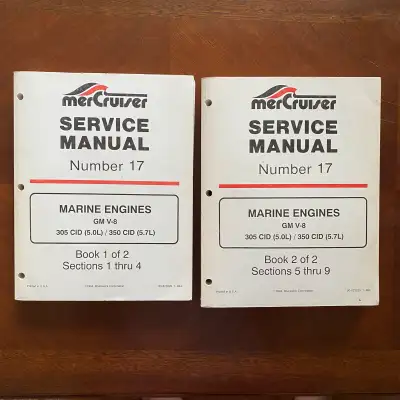 merCruiser
SERVICE
MANUAL
Number 17
MARINE ENGINES
GM V-8
305 CID (5.0L) / 350 CID (5.7L)
Book 1 of 2
Sections 1 thru 4
merCruiser
SERVICE
MANUAL
Number 17
MARINE ENGINES
GM V-8
305 CID (5.0L) / 350 CID (5.7L)
Book 2 of 2
Sections 5 thru 9